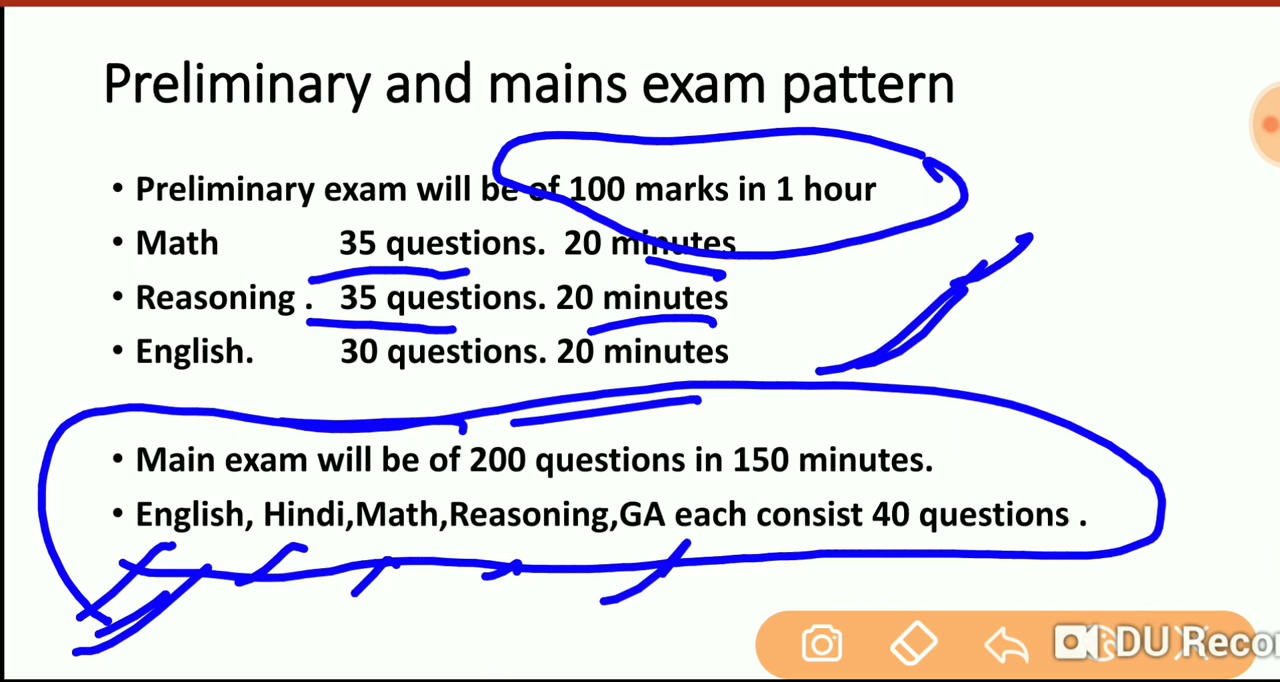 Preliminary and mains exam pattern
• Preliminary exam will be of 100 marks in 1 hour
• Math 35 questions. 20 minutes
• Reasoning . 35 questions. 20 minutes
• English. 30 questions. 20 minutes
• Main exam will be of 200 questions in 150 minutes.
• English, Hindi,Math,Reasoning,GA each consist 40 questions .
DU Recor